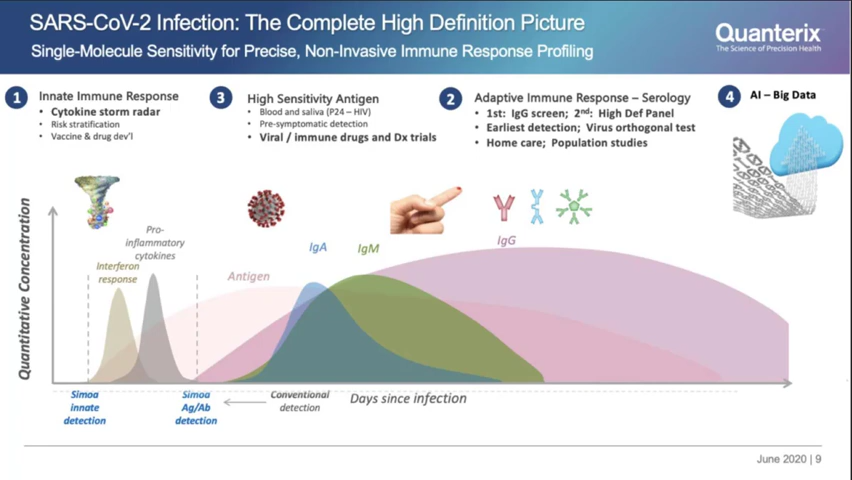 SARS-CoV-2 Infection: The Complete High Definition Picture
Single-Molecule Sensitivity for Precise, Non-Invasive Immune Response Profiling
Quanterix
The Science of Precision Health
1
Innate Immune Response
• Cytokine storm radar
• Risk stratification
• Vaccine & drug dev'l
3
High Sensitivity Antigen
• Blood and saliva (P24 – HIV)
• Pre-symptomatic detection
• Viral / immune drugs and Dx trials
2
Adaptive Immune Response – Serology
• 1st: IgG screen; 2nd: High Def Panel
• Earliest detection; Virus orthogonal test
• Home care; Population studies
4
AI – Big Data
Quantitative Concentration
Interferon
response
Pro-
inflammatory
cytokines
Antigen
IgA
IgM
IgG
Simoa
innate
detection
Simoa
Ag/Ab
detection
Conventional
detection
Days since infection
June 2020 | 9